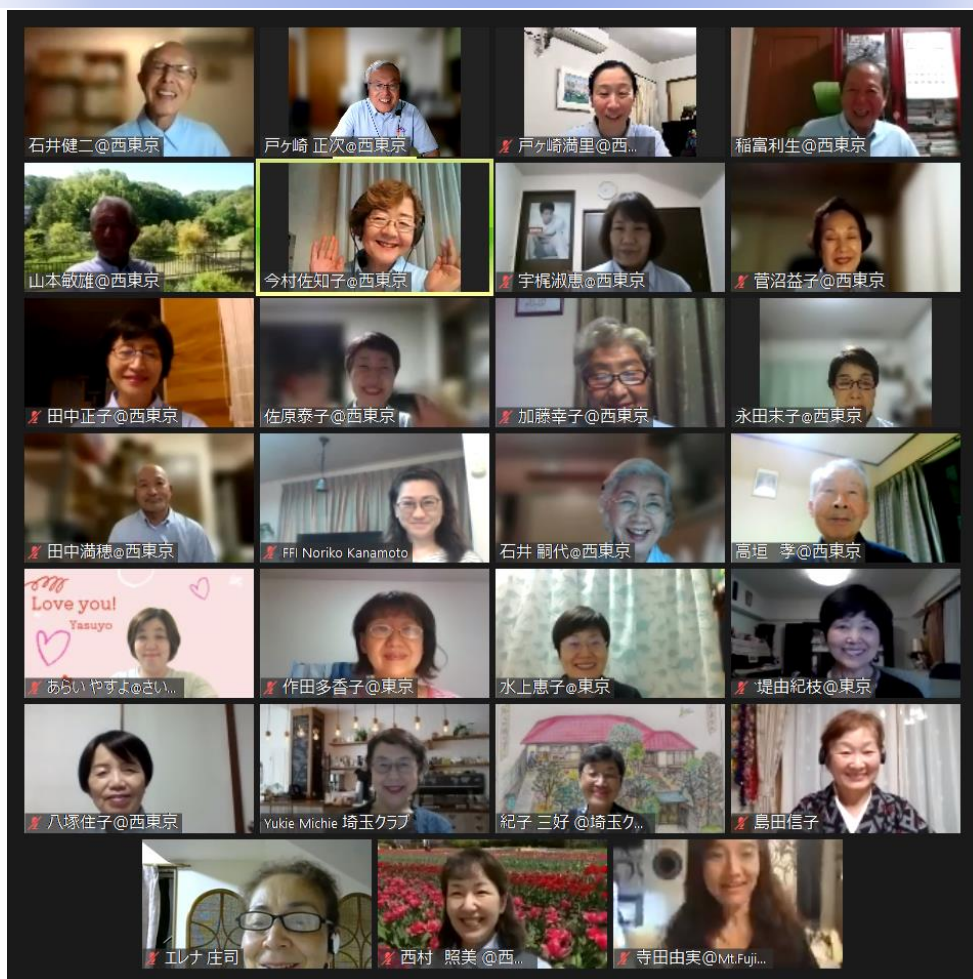 石井健二@西東京
戸ヶ崎 正次@西東京
戸ヶ崎満里@西...
稲富利生@西東京
山本敏雄@西東京
今村佐知子@西東京
宇梶淑恵@西東京
菅沼益子@西東京
田中正子@西東京
佐原泰子@西東京
加藤幸子@西東京
永田末子@西東京
田中満穂@西東京
FFI Noriko Kanamoto
石井 嗣代@西東京
高垣 孝@西東京
Love you!
Yasuyo
あらい やすよ@さい...
作田多香子@東京
水上恵子@東京
堤由紀枝@東京
八塚住子@西東京
Yukie Michie 埼玉クラブ
紀子 三好 @埼玉ク...
島田信子
エレナ 庄司
西村 照美 @西...
寺田由実@Mt.Fuji...